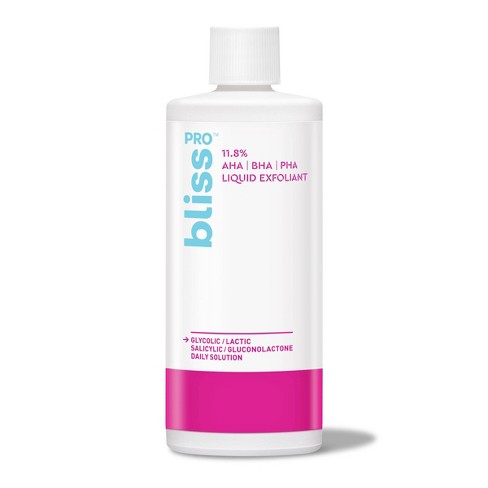 PRO™
bliss
11.8%
AHA | BHA | PHA
LIQUID EXFOLIANT
→ GLYCOLIC / LACTIC
SALICYLIC / GLUCONOLACTONE
DAILY SOLUTION